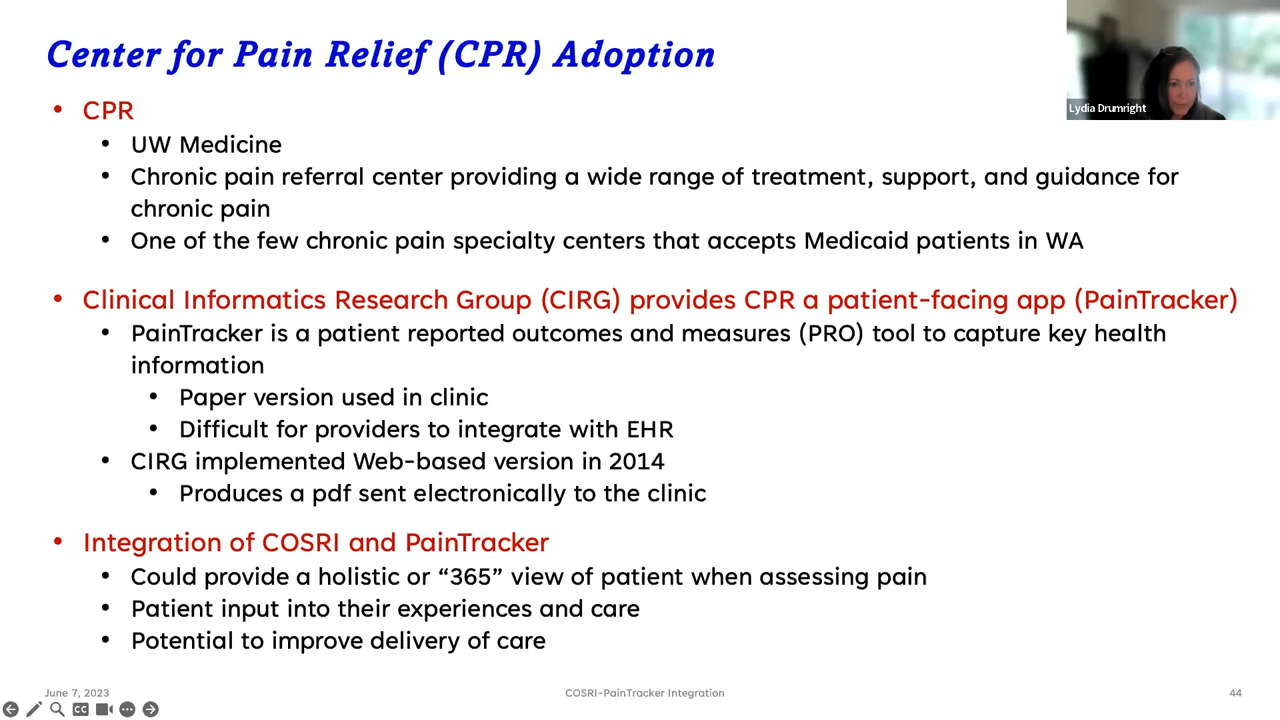 Center for Pain Relief (CPR) Adoption
Lydia Drumright
• CPR
• UW Medicine
• Chronic pain referral center providing a wide range of treatment, support, and guidance for
chronic pain
• One of the few chronic pain specialty centers that accepts Medicaid patients in WA
• Clinical Informatics Research Group (CIRG) provides CPR a patient-facing app (PainTracker)
• PainTracker is a patient reported outcomes and measures (PRO) tool to capture key health
information
• Paper version used in clinic
• Difficult for providers to integrate with EHR
• CIRG implemented Web-based version in 2014
• Produces a pdf sent electronically to the clinic
• Integration of COSRI and PainTracker
• Could provide a holistic or “365” view of patient when assessing pain
• Patient input into their experiences and care
• Potential to improve delivery of care
June 7, 2023
COSRI-PainTracker Integration
44
CC